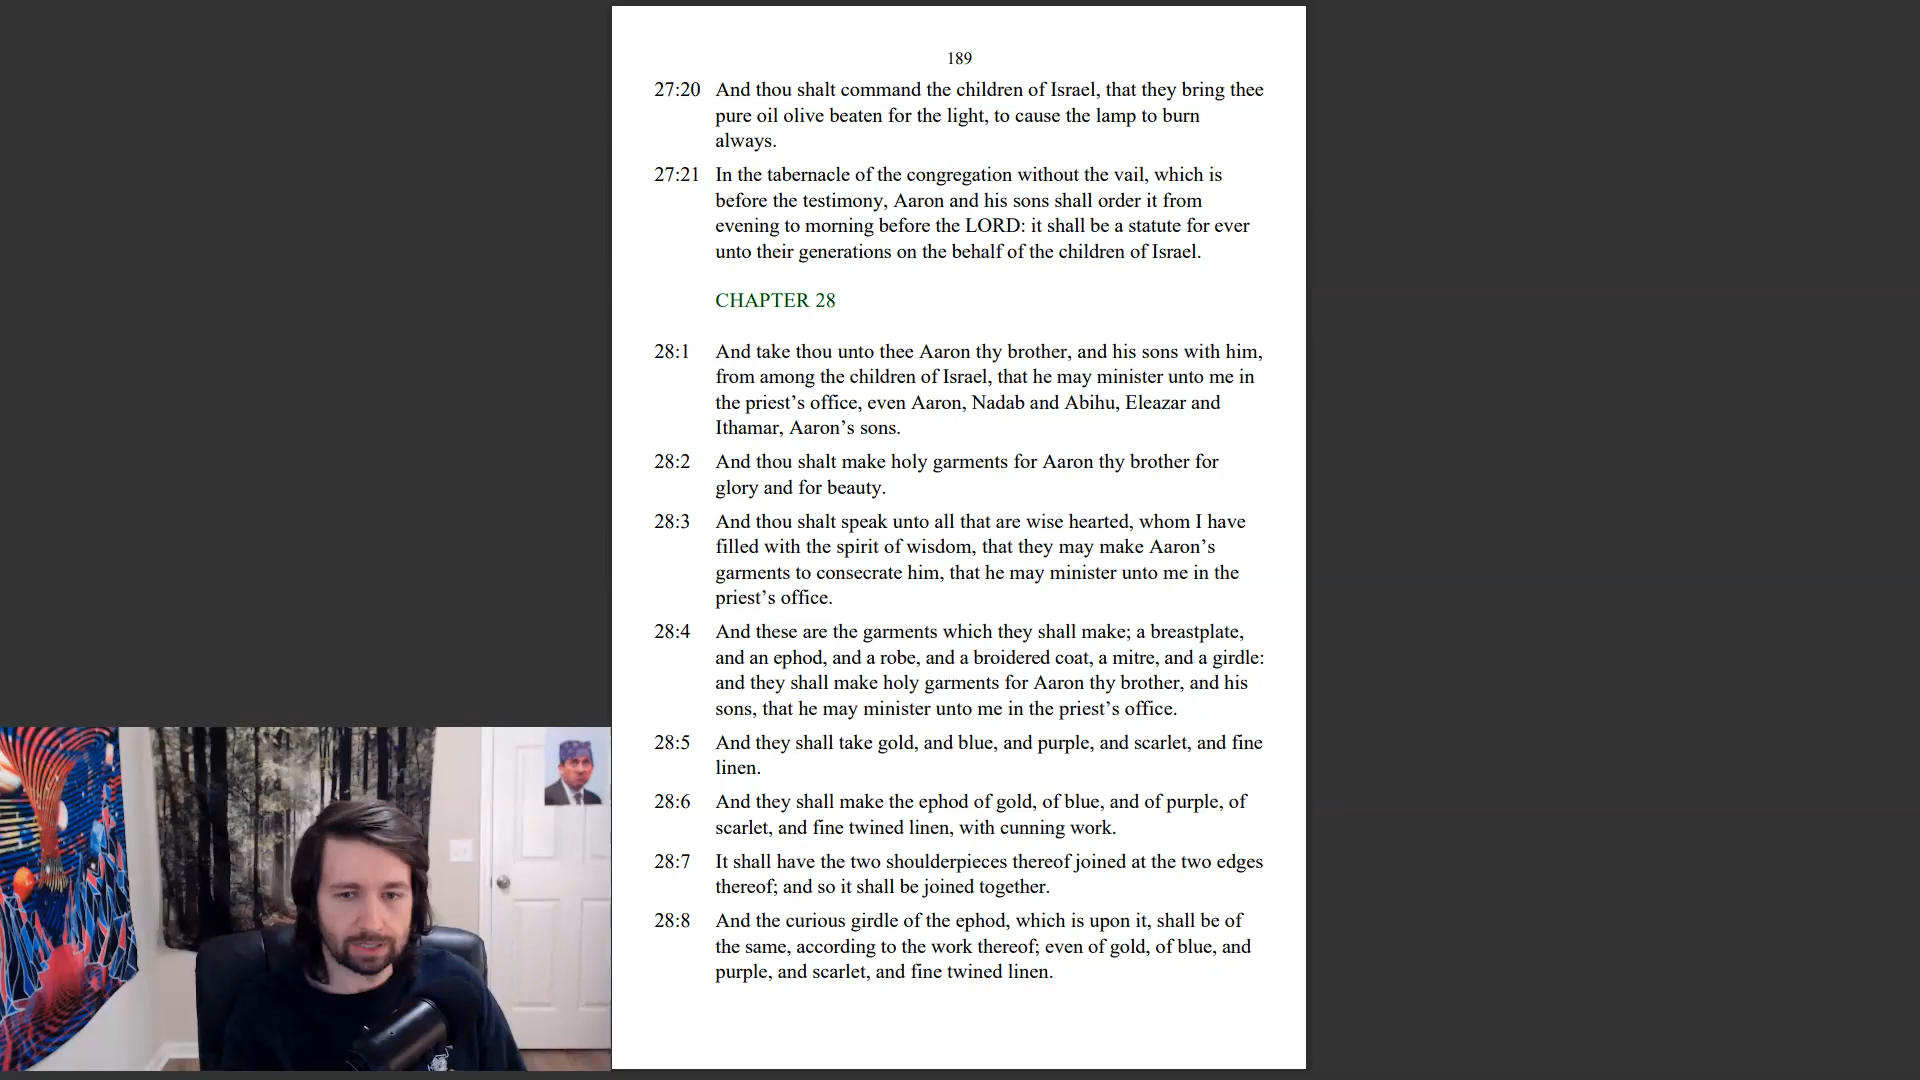 189
27:20 And thou shalt command the children of Israel, that they bring thee
pure oil olive beaten for the light, to cause the lamp to burn
always.
27:21 In the tabernacle of the congregation without the vail, which is
before the testimony, Aaron and his sons shall order it from
evening to morning before the LORD: it shall be a statute for ever
unto their generations on the behalf of the children of Israel.
CHAPTER 28
28:1 And take thou unto thee Aaron thy brother, and his sons with him,
from among the children of Israel, that he may minister unto me in
the priest’s office, even Aaron, Nadab and Abihu, Eleazar and
Ithamar, Aaron’s sons.
28:2 And thou shalt make holy garments for Aaron thy brother for
glory and for beauty.
28:3 And thou shalt speak unto all that are wise hearted, whom I have
filled with the spirit of wisdom, that they may make Aaron’s
garments to consecrate him, that he may minister unto me in the
priest’s office.
28:4 And these are the garments which they shall make; a breastplate,
and an ephod, and a robe, and a broidered coat, a mitre, and a girdle:
and they shall make holy garments for Aaron thy brother, and his
sons, that he may minister unto me in the priest’s office.
28:5 And they shall take gold, and blue, and purple, and scarlet, and fine
linen.
28:6 And they shall make the ephod of gold, of blue, and of purple, of
scarlet, and fine twined linen, with cunning work.
28:7 It shall have the two shoulderpieces thereof joined at the two edges
thereof; and so it shall be joined together.
28:8 And the curious girdle of the ephod, which is upon it, shall be of
the same, according to the work thereof; even of gold, of blue, and
purple, and scarlet, and fine twined linen.